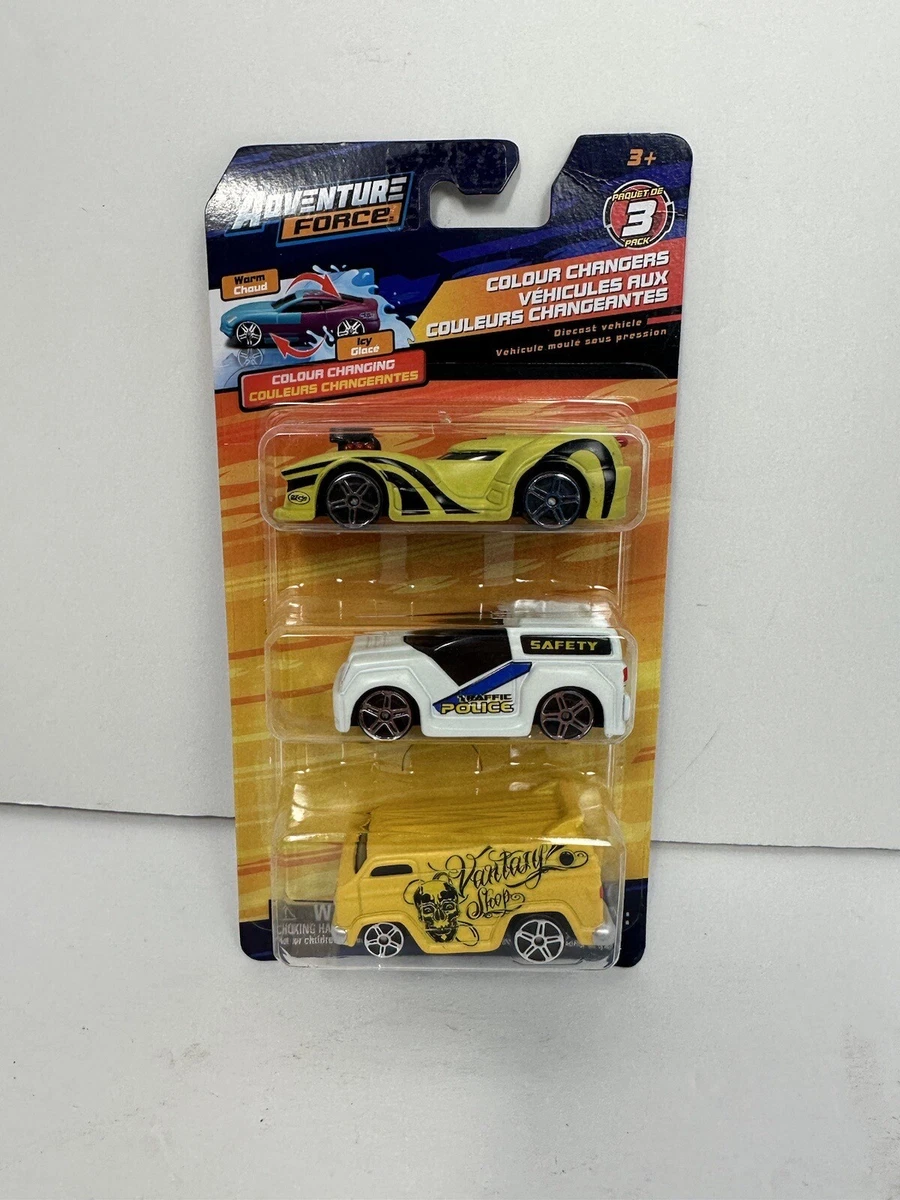 ADVENTURE
FORCE
3+
PAQUET DE
3
PACK
COLOUR CHANGERS
VÉHICULES AUX
COULEURS CHANGEANTES
Diecast vehicle
Véhicule moulé sous pression
Warm
Chaud
Icy
Glace
COLOUR CHANGING
COULEURS CHANGEANTES
SAFETY
TRAFFIC
POLICE
Vantasy
Shop
W
CHOKING HA